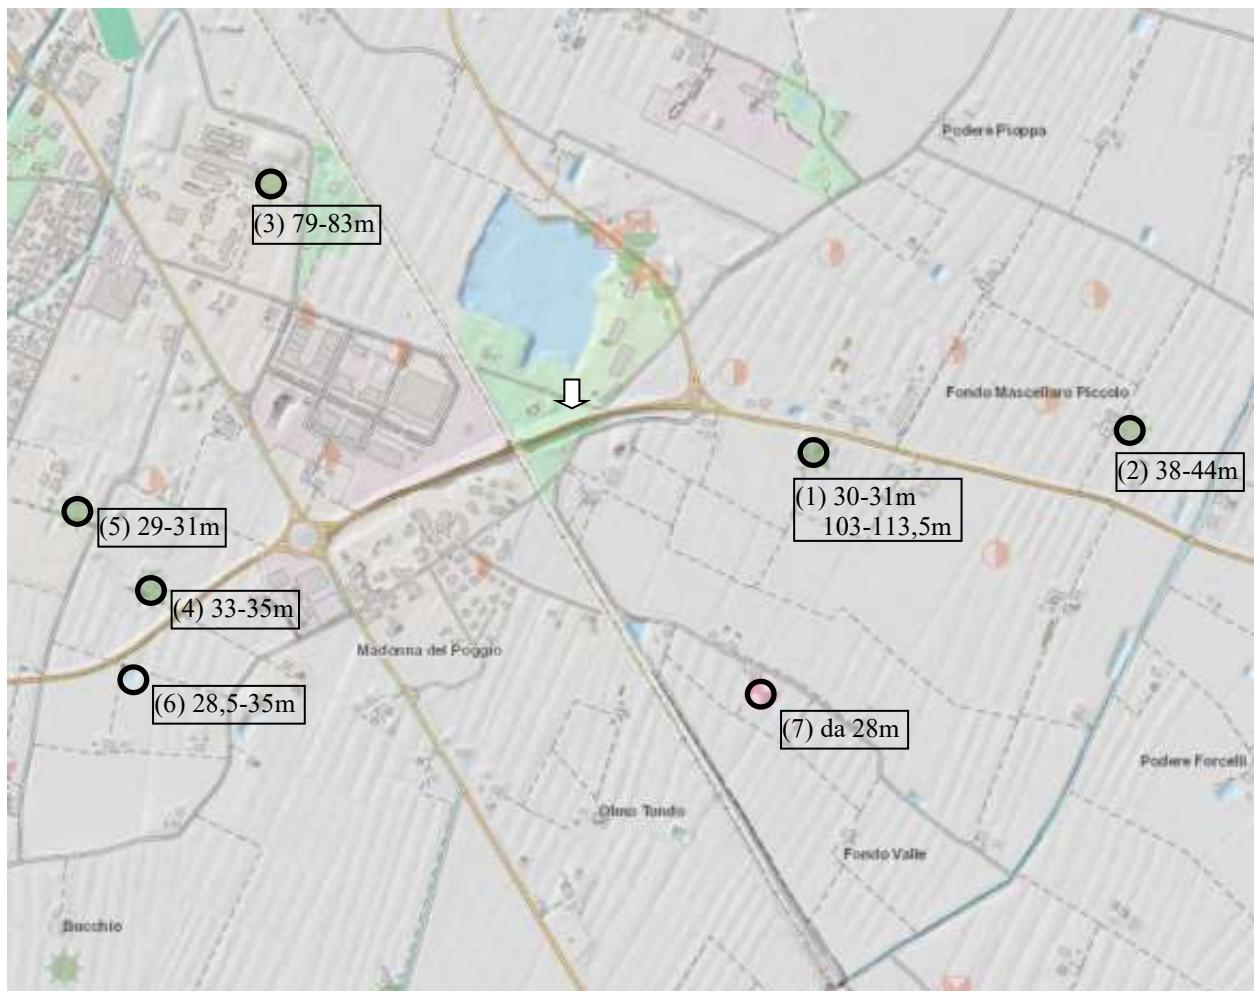 Podere Pioppa
(3) 79-83m
Fondo Mascellaro Piccolo
(2) 38-44m
(1) 30-31m
103-113,5m
(5) 29-31m
(4) 33-35m
Madonna del Poggio
(6) 28,5-35m
(7) da 28m
Podere Forcelli
Olmo Tondo
Fondo Valle
Bucchio